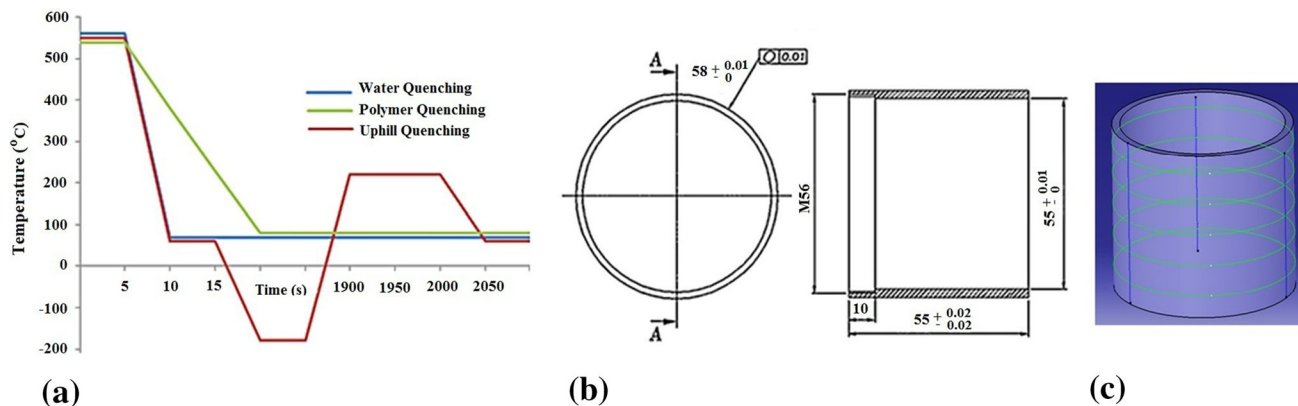 600
500
400
300
200
100
0
-100
-200
Temperature (°C)
5
10
15
Time (s)
1900
1950
2000
2050
Water Quenching
Polymer Quenching
Uphill Quenching
(a)
A
58 + 0.01
- 0
0.01
A
M56
10
55 + 0.02
- 0.02
55 + 0.01
- 0
(b)
(c)